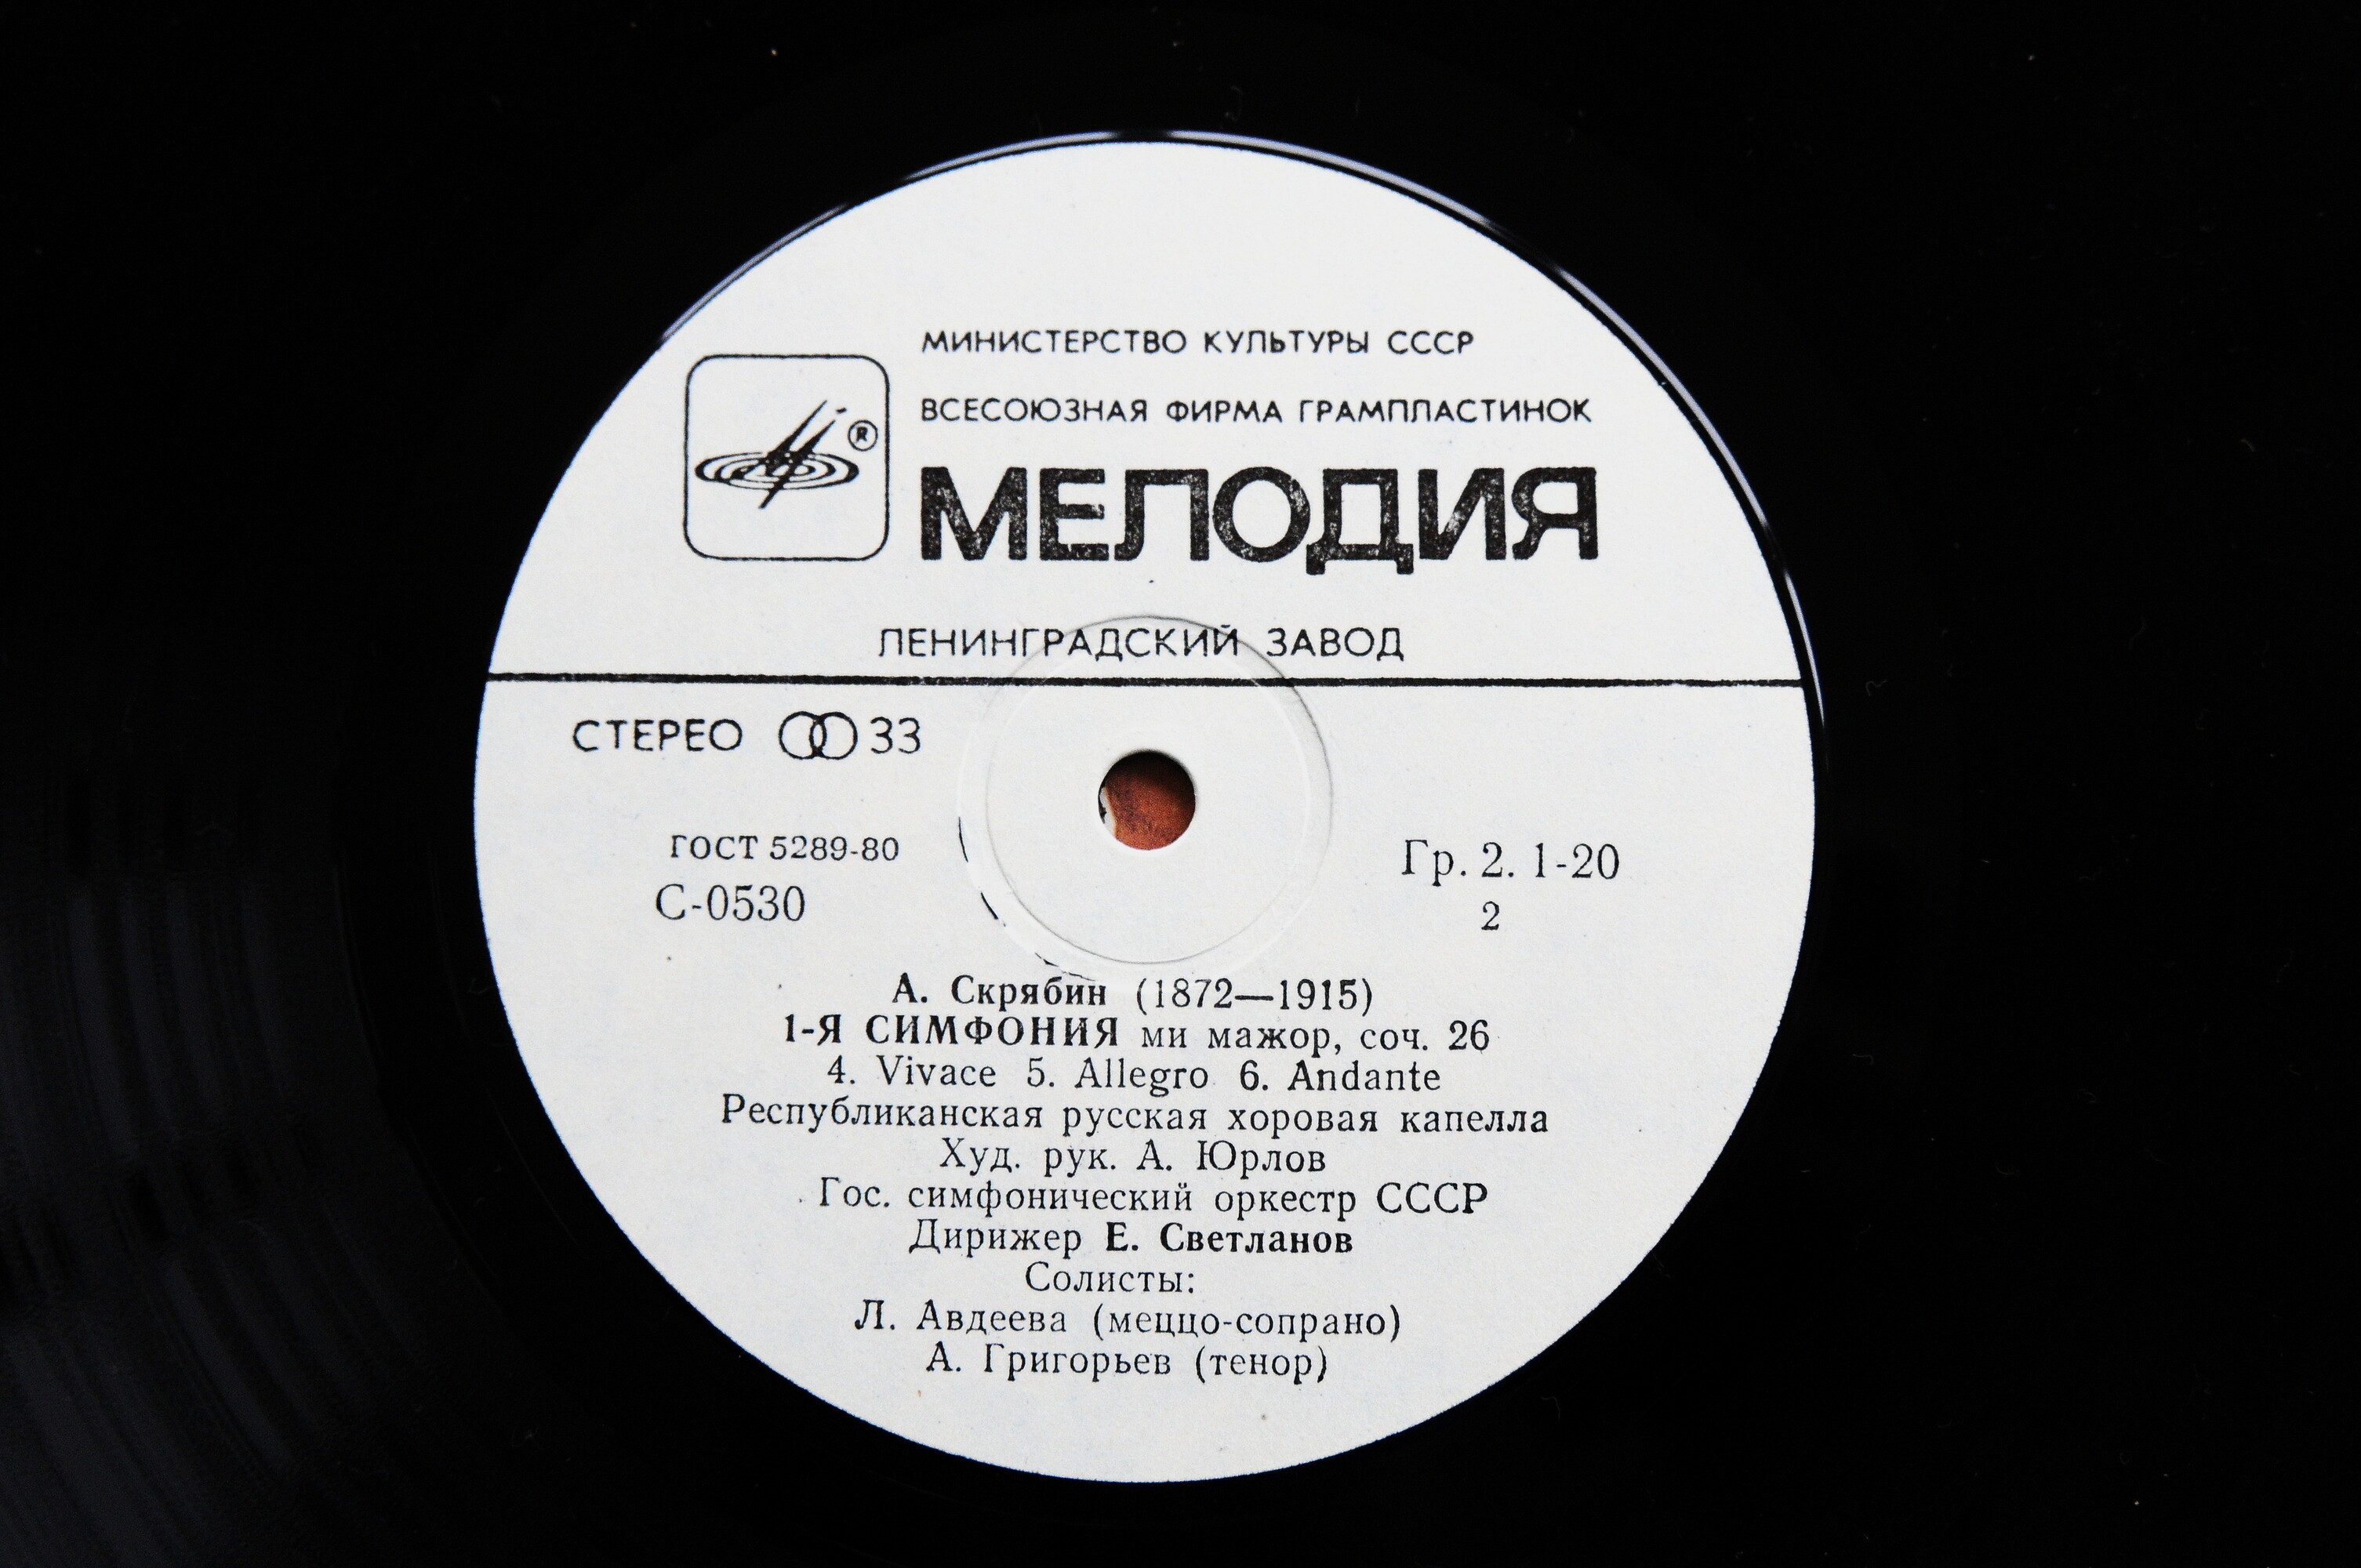 МИНИСТЕРСТВО КУЛЬТУРЫ СССР
ВСЕСОЮЗНАЯ ФИРМА ГРАМПЛАСТИНОК
®
МЕЛОДИЯ
ЛЕНИНГРАДСКИЙ ЗАВОД
СТЕРЕО 33
ГОСТ 5289-80
С-0530
Гр. 2. 1-20
2
А. Скрябин (1872—1915)
1-Я СИМФОНИЯ ми мажор, соч. 26
4. Vivace 5. Allegro 6. Andante
Республиканская русская хоровая капелла
Худ. рук. А. Юрлов
Гос. симфонический оркестр СССР
Дирижер Е. Светланов
Солисты:
Л. Авдеева (меццо-сопрано)
А. Григорьев (тенор)